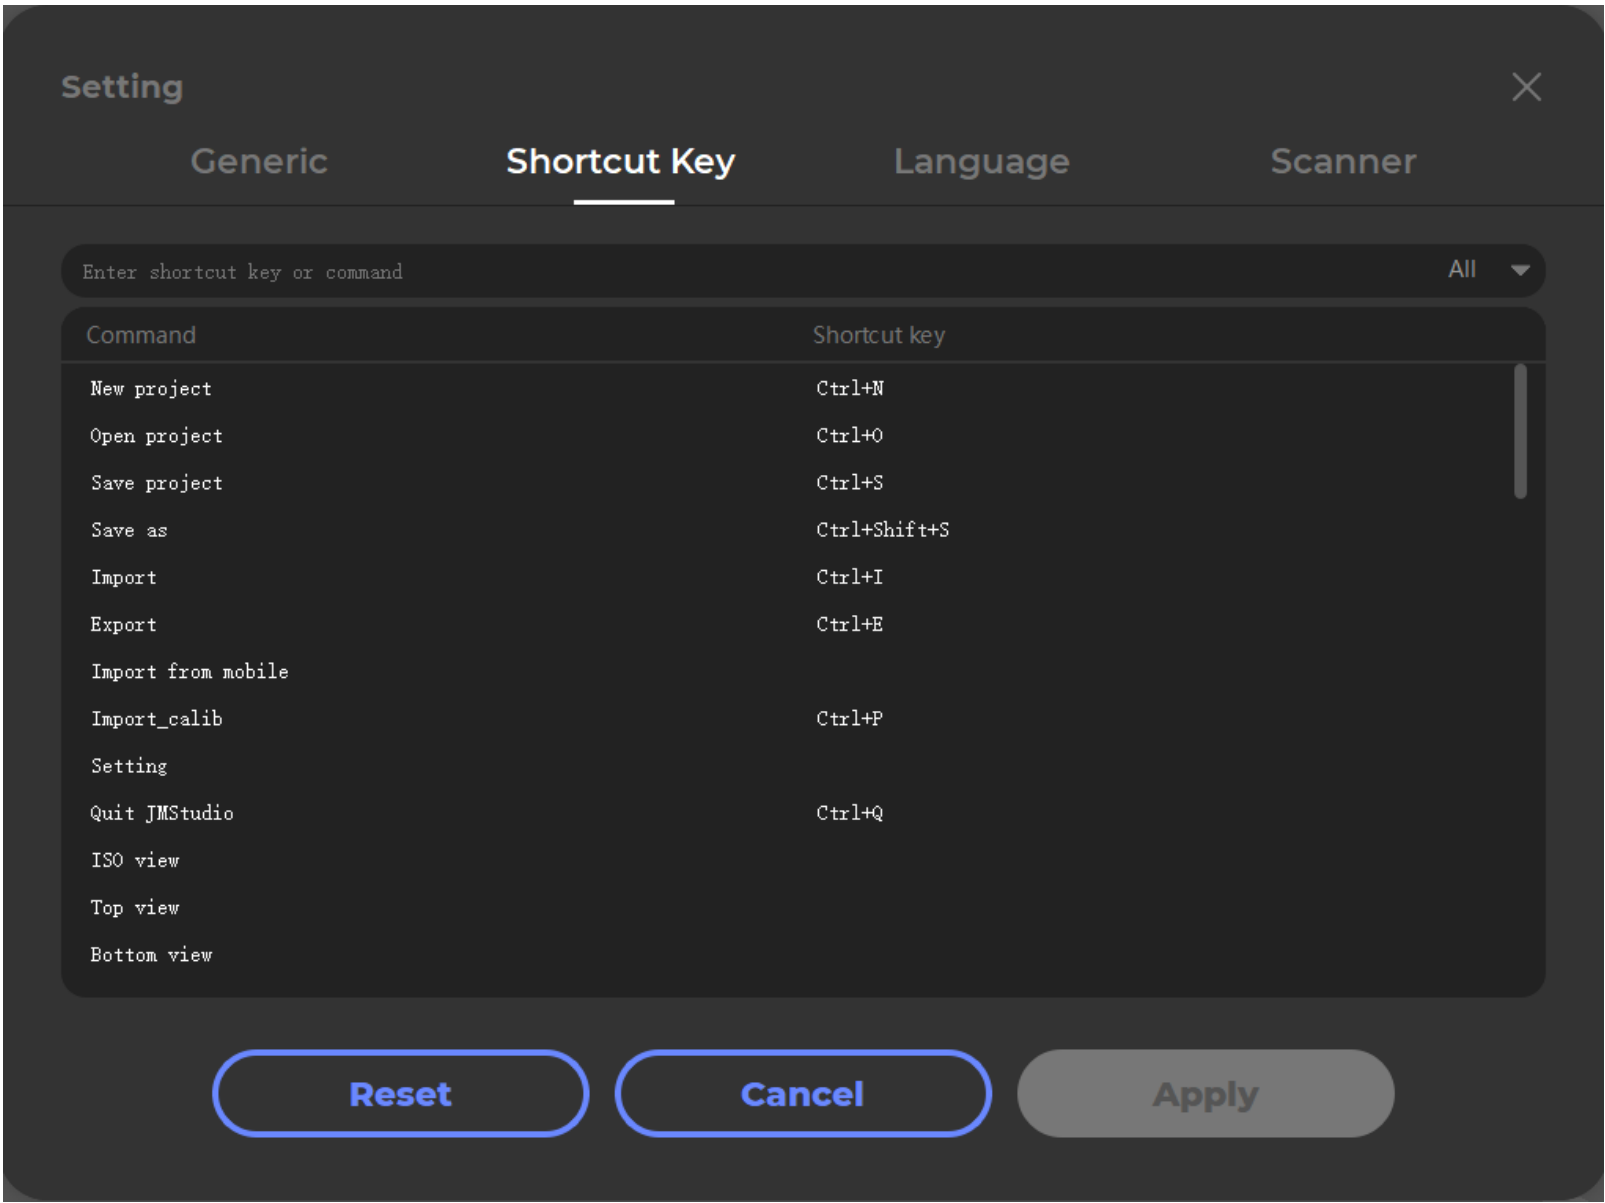 Setting
Generic Shortcut Key Language Scanner
Enter shortcut key or command All
Command Shortcut key
New project Ctrl+N
Open project Ctrl+O
Save project Ctrl+S
Save as Ctrl+Shift+S
Import Ctrl+I
Export Ctrl+E
Import from mobile
Import_calib Ctrl+P
Setting
Quit JMStudio Ctrl+Q
ISO view
Top view
Bottom view
Reset Cancel Apply